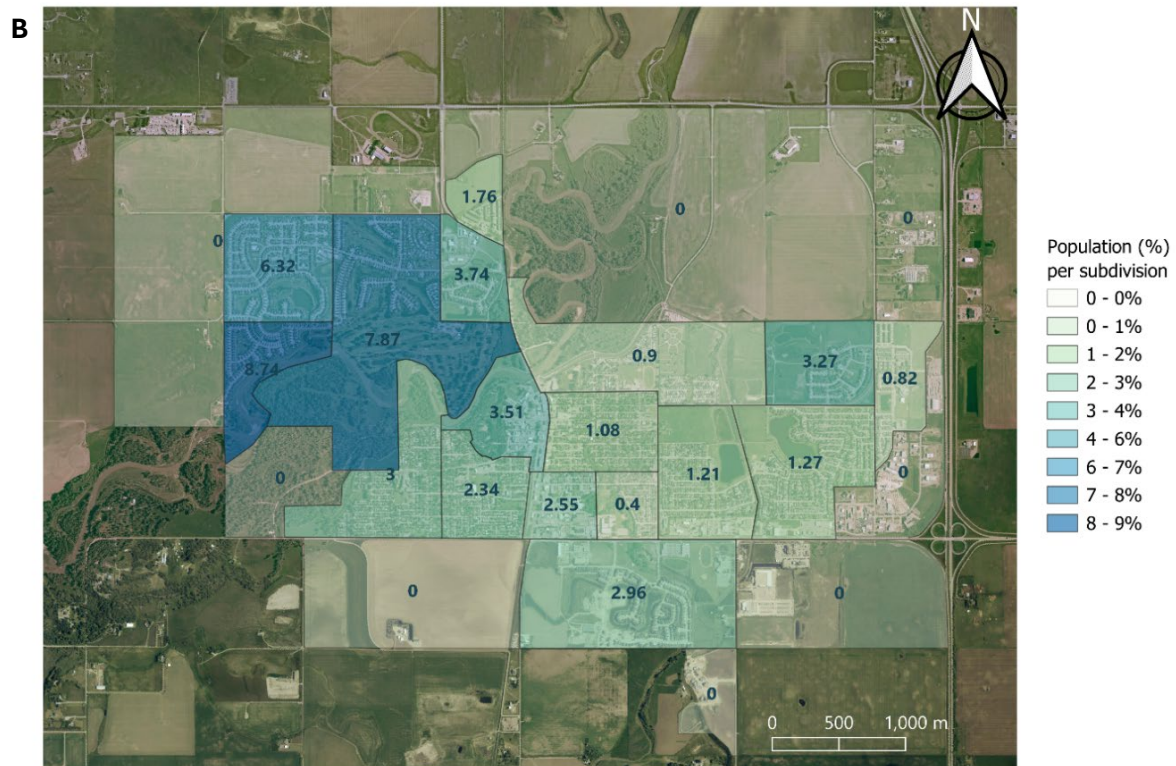 B
N
1.76
0
0
0
6.32
3.74
7.87
0.9
3.27
0.82
8.74
3.51
1.08
1.27
0
3
2.34
2.55
0.4
1.21
0
0
2.96
0
0
0 500 1,000 m
Population (%)
per subdivision
0 - 0%
0 - 1%
1 - 2%
2 - 3%
3 - 4%
4 - 6%
6 - 7%
7 - 8%
8 - 9%